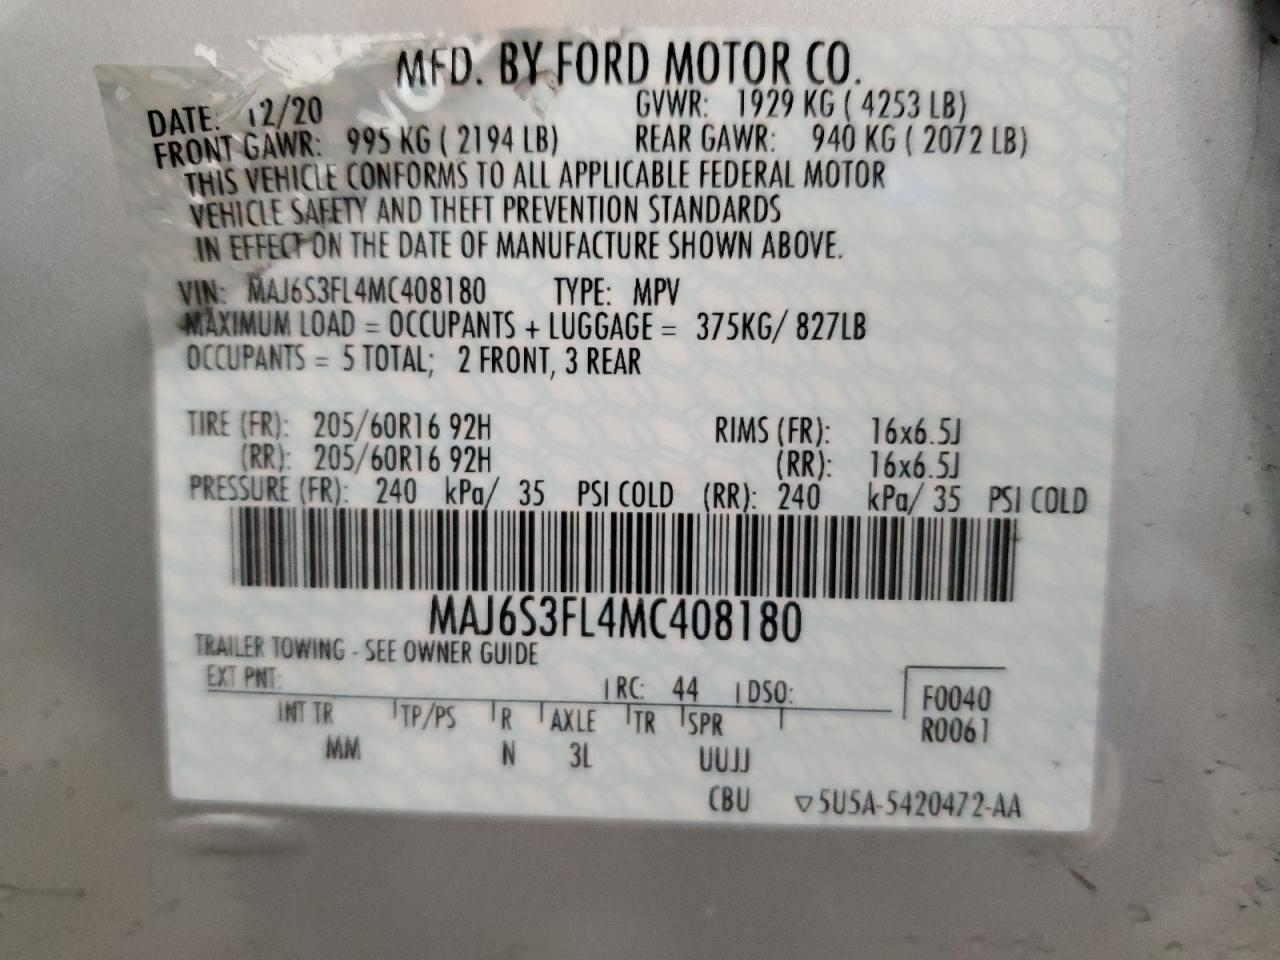 MFD. BY FORD MOTOR CO.
DATE: 12/20 GVWR: 1929 KG ( 4253 LB)
FRONT GAWR: 995 KG ( 2194 LB) REAR GAWR: 940 KG ( 2072 LB)
THIS VEHICLE CONFORMS TO ALL APPLICABLE FEDERAL MOTOR
VEHICLE SAFETY AND THEFT PREVENTION STANDARDS
IN EFFECT ON THE DATE OF MANUFACTURE SHOWN ABOVE.
VIN: MAJ6S3FL4MC408180 TYPE: MPV
MAXIMUM LOAD = OCCUPANTS + LUGGAGE = 375KG/ 827LB
OCCUPANTS = 5 TOTAL; 2 FRONT, 3 REAR
TIRE (FR): 205/60R16 92H RIMS (FR): 16x6.5J
(RR): 205/60R16 92H (RR): 16x6.5J
PRESSURE (FR): 240 kPa/ 35 PSI COLD (RR): 240 kPa/ 35 PSI COLD
MAJ6S3FL4MC408180
TRAILER TOWING - SEE OWNER GUIDE
EXT PNT: RC: 44 DSO: F0040
INT TR TP/PS R AXLE TR SPR R0061
MM N 3L UUJJ
CBU ▽5U5A-5420472-AA